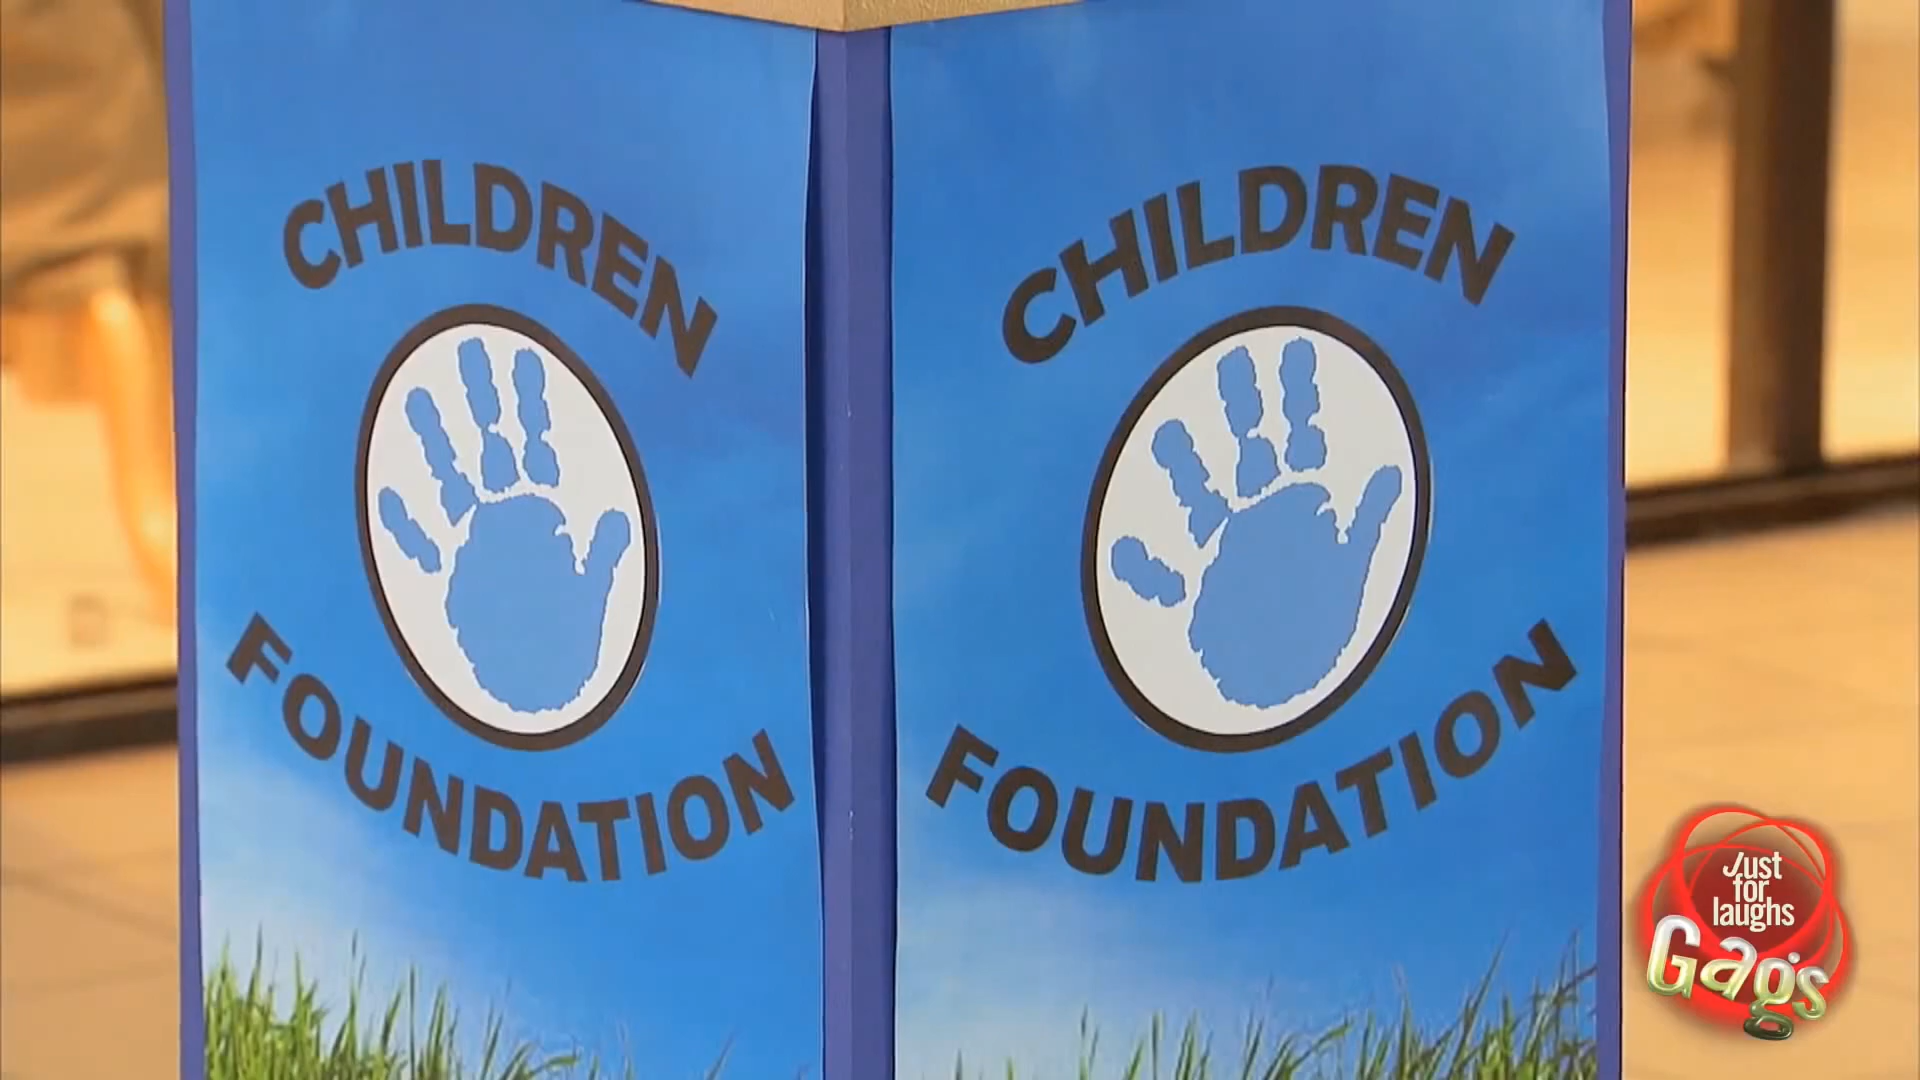 CHILDREN
FOUNDATION
CHILDREN
FOUNDATION
Just
for
laughs
Gags